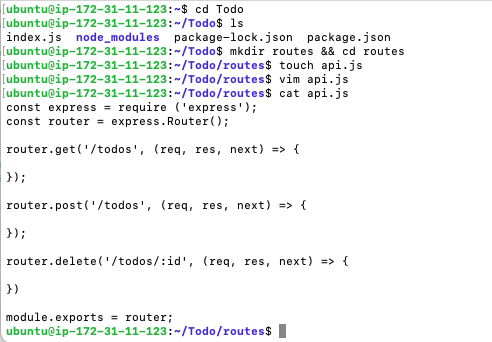 [ubuntu@ip-172-31-11-123:~$ cd Todo
[ubuntu@ip-172-31-11-123:~/Todo$ ls
index.js  node_modules  package-lock.json  package.json
[ubuntu@ip-172-31-11-123:~/Todo$ mkdir routes && cd routes
[ubuntu@ip-172-31-11-123:~/Todo/routes$ touch api.js
[ubuntu@ip-172-31-11-123:~/Todo/routes$ vim api.js
[ubuntu@ip-172-31-11-123:~/Todo/routes$ cat api.js
const express = require ('express');
const router = express.Router();

router.get('/todos', (req, res, next) => {

});

router.post('/todos', (req, res, next) => {

});

router.delete('/todos/:id', (req, res, next) => {

})

module.exports = router;
ubuntu@ip-172-31-11-123:~/Todo/routes$